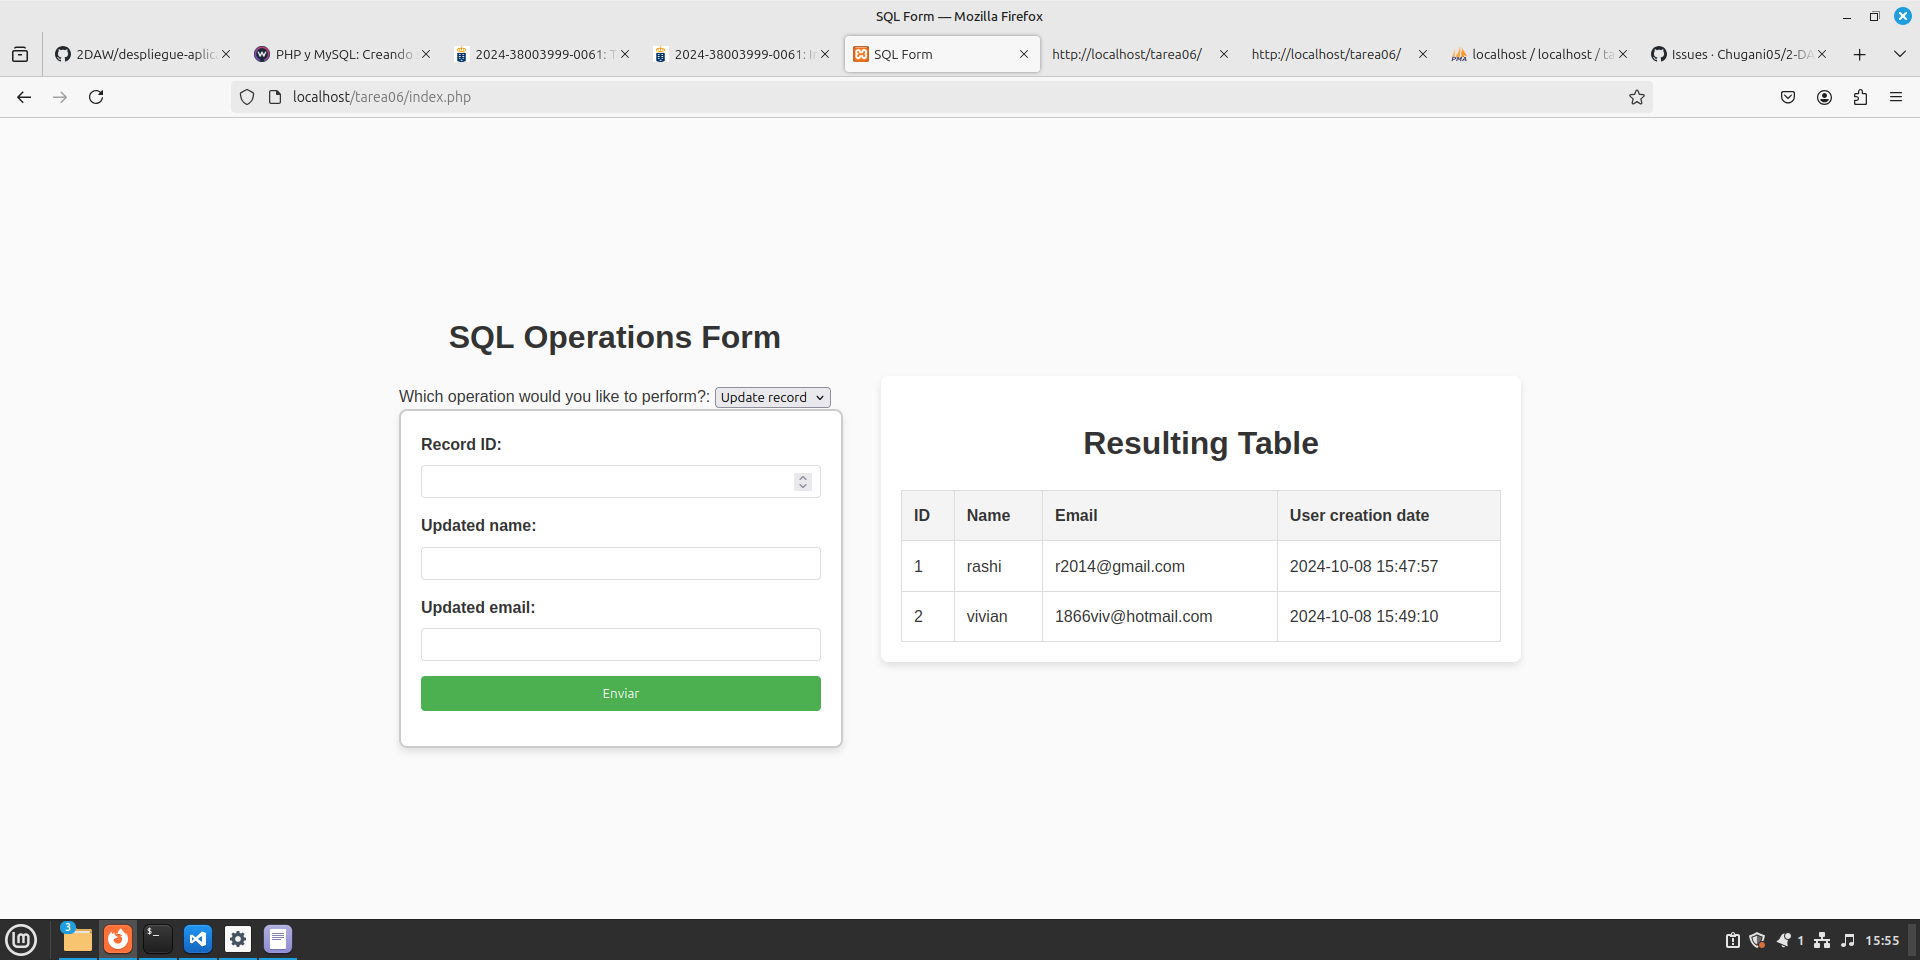 SQL Form — Mozilla Firefox
2DAW/despliegue-aplic
PHP y MySQL: Creando
2024-38003999-0061: T
2024-38003999-0061: I
SQL Form
http://localhost/tarea06/
http://localhost/tarea06/
localhost / localhost / ta
Issues · Chugani05/2-DA
localhost/tarea06/index.php
SQL Operations Form
Which operation would you like to perform?: Update record
Record ID:
Updated name:
Updated email:
Enviar
Resulting Table
ID Name Email User creation date
1 rashi r2014@gmail.com 2024-10-08 15:47:57
2 vivian 1866viv@hotmail.com 2024-10-08 15:49:10
3
lm
$_
1
15:55